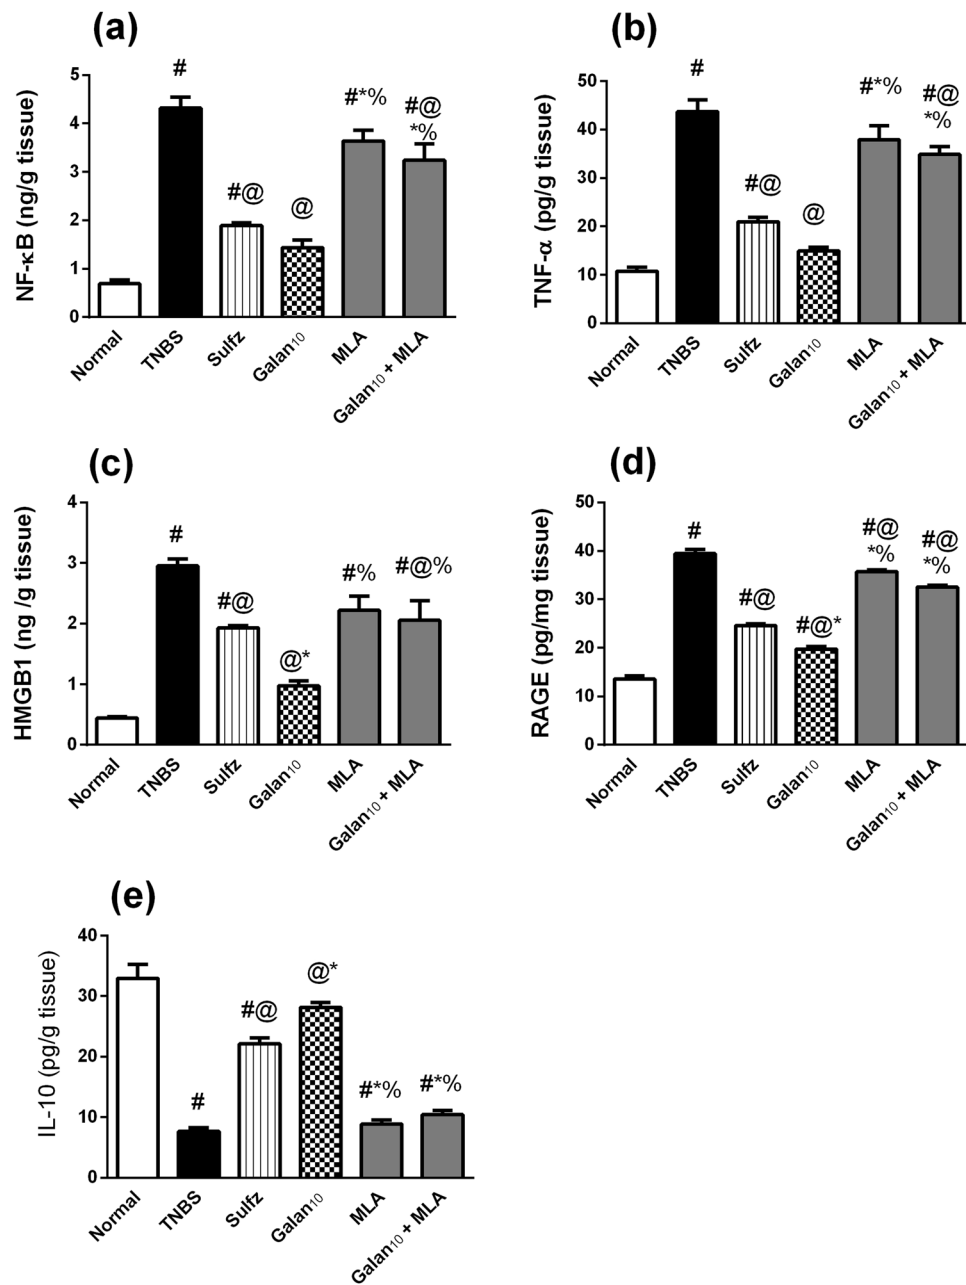 (a)
NF-κB (ng/g tissue)
5
4
3
2
1
0
#
#@
@
#*%
#@
*%
Normal
TNBS
Sulfz
Galan10
MLA
Galan10 + MLA
(b)
TNF-α (pg/g tissue)
50
40
30
20
10
0
#
#@
@
#*%
#@
*%
Normal
TNBS
Sulfz
Galan10
MLA
Galan10 + MLA
(c)
HMGB1 (ng /g tissue)
4
3
2
1
0
#
#@
@*
#%
#@%
Normal
TNBS
Sulfz
Galan10
MLA
Galan10 + MLA
(d)
RAGE (pg/mg tissue)
50
40
30
20
10
0
#
#@
#@*
#@
*%
#@
*%
Normal
TNBS
Sulfz
Galan10
MLA
Galan10 + MLA
(e)
IL-10 (pg/g tissue)
40
30
20
10
0
#
#@
@*
#*%
#*%
Normal
TNBS
Sulfz
Galan10
MLA
Galan10 + MLA